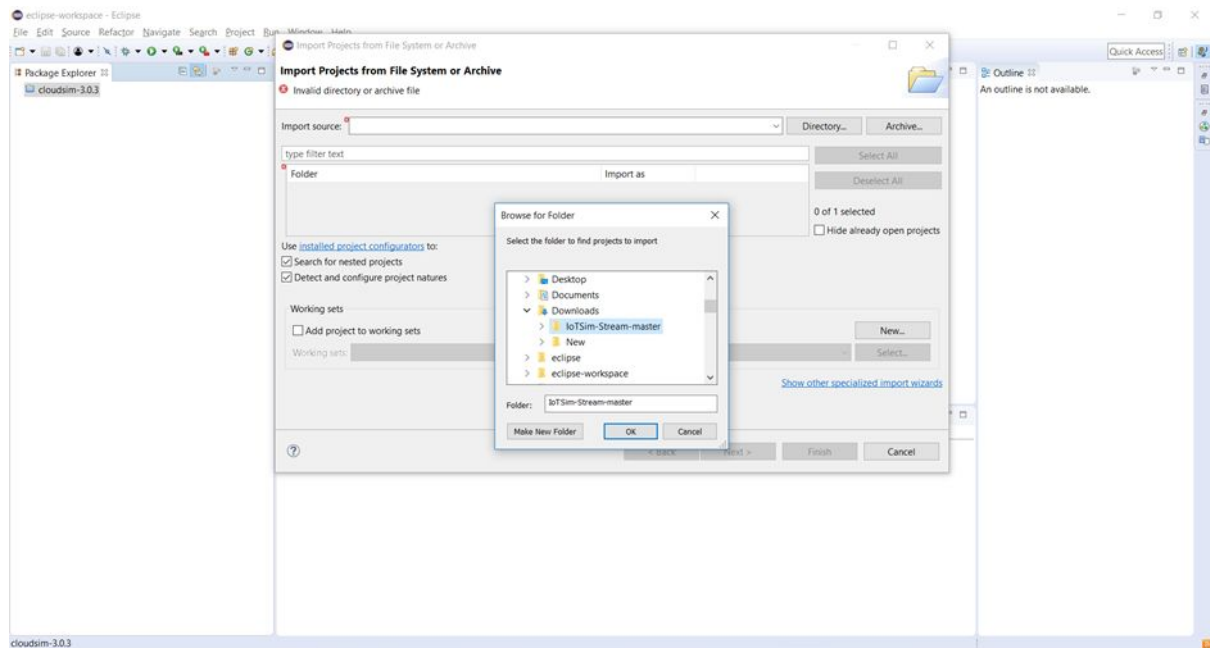 eclipse-workspace - Eclipse
File Edit Source Refactor Navigate Search Project Run Window Help
Quick Access
Package Explorer
cloudsim-3.0.3
Import Projects from File System or Archive
Import Projects from File System or Archive
Invalid directory or archive file
Import source:
Directory...
Archive...
type filter text
Select All
Folder
Import as
Deselect All
0 of 1 selected
Hide already open projects
Use installed project configurators to:
Search for nested projects
Detect and configure project natures
Working sets
Add project to working sets
New...
Working sets:
Select...
Show other specialized import wizards
?
< Back
Next >
Finish
Cancel
Browse for Folder
Select the folder to find projects to import
Desktop
Documents
Downloads
IoTSim-Stream-master
New
eclipse
eclipse-workspace
Folder: IoTSim-Stream-master
Make New Folder
OK
Cancel
Outline
An outline is not available.
cloudsim-3.0.3